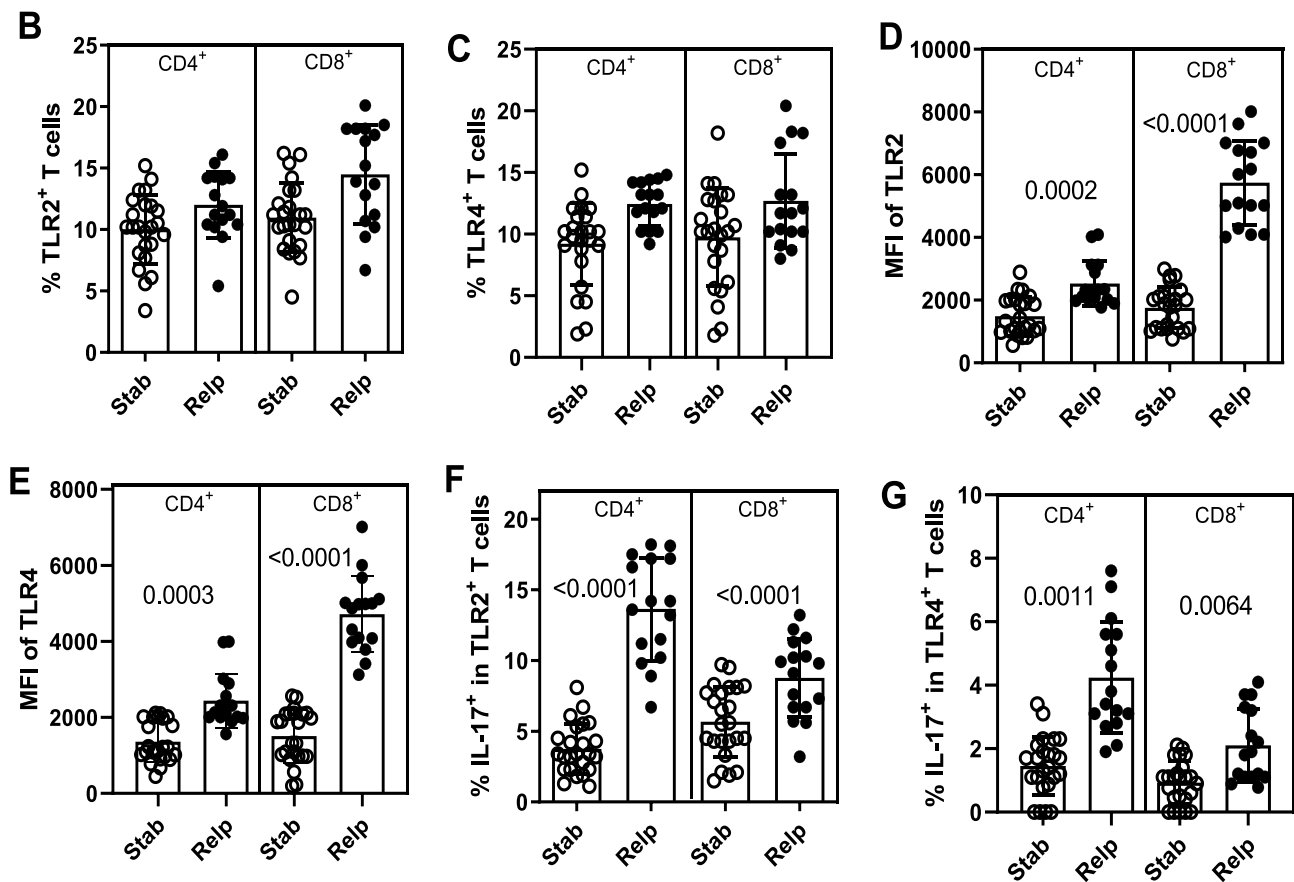 B
% TLR2⁺ T cells
25
20
15
10
5
0
CD4⁺
CD8⁺
Stab
Relp
Stab
Relp
C
% TLR4⁺ T cells
25
20
15
10
5
0
CD4⁺
CD8⁺
Stab
Relp
Stab
Relp
D
MFI of TLR2
10000
8000
6000
4000
2000
0
CD4⁺
CD8⁺
0.0002
<0.0001
Stab
Relp
Stab
Relp
E
MFI of TLR4
8000
6000
4000
2000
0
CD4⁺
CD8⁺
0.0003
<0.0001
Stab
Relp
Stab
Relp
F
% IL-17⁺ in TLR2⁺ T cells
20
15
10
5
0
CD4⁺
CD8⁺
<0.0001
<0.0001
Stab
Relp
Stab
Relp
G
% IL-17⁺ in TLR4⁺ T cells
10
8
6
4
2
0
CD4⁺
CD8⁺
0.0011
0.0064
Stab
Relp
Stab
Relp